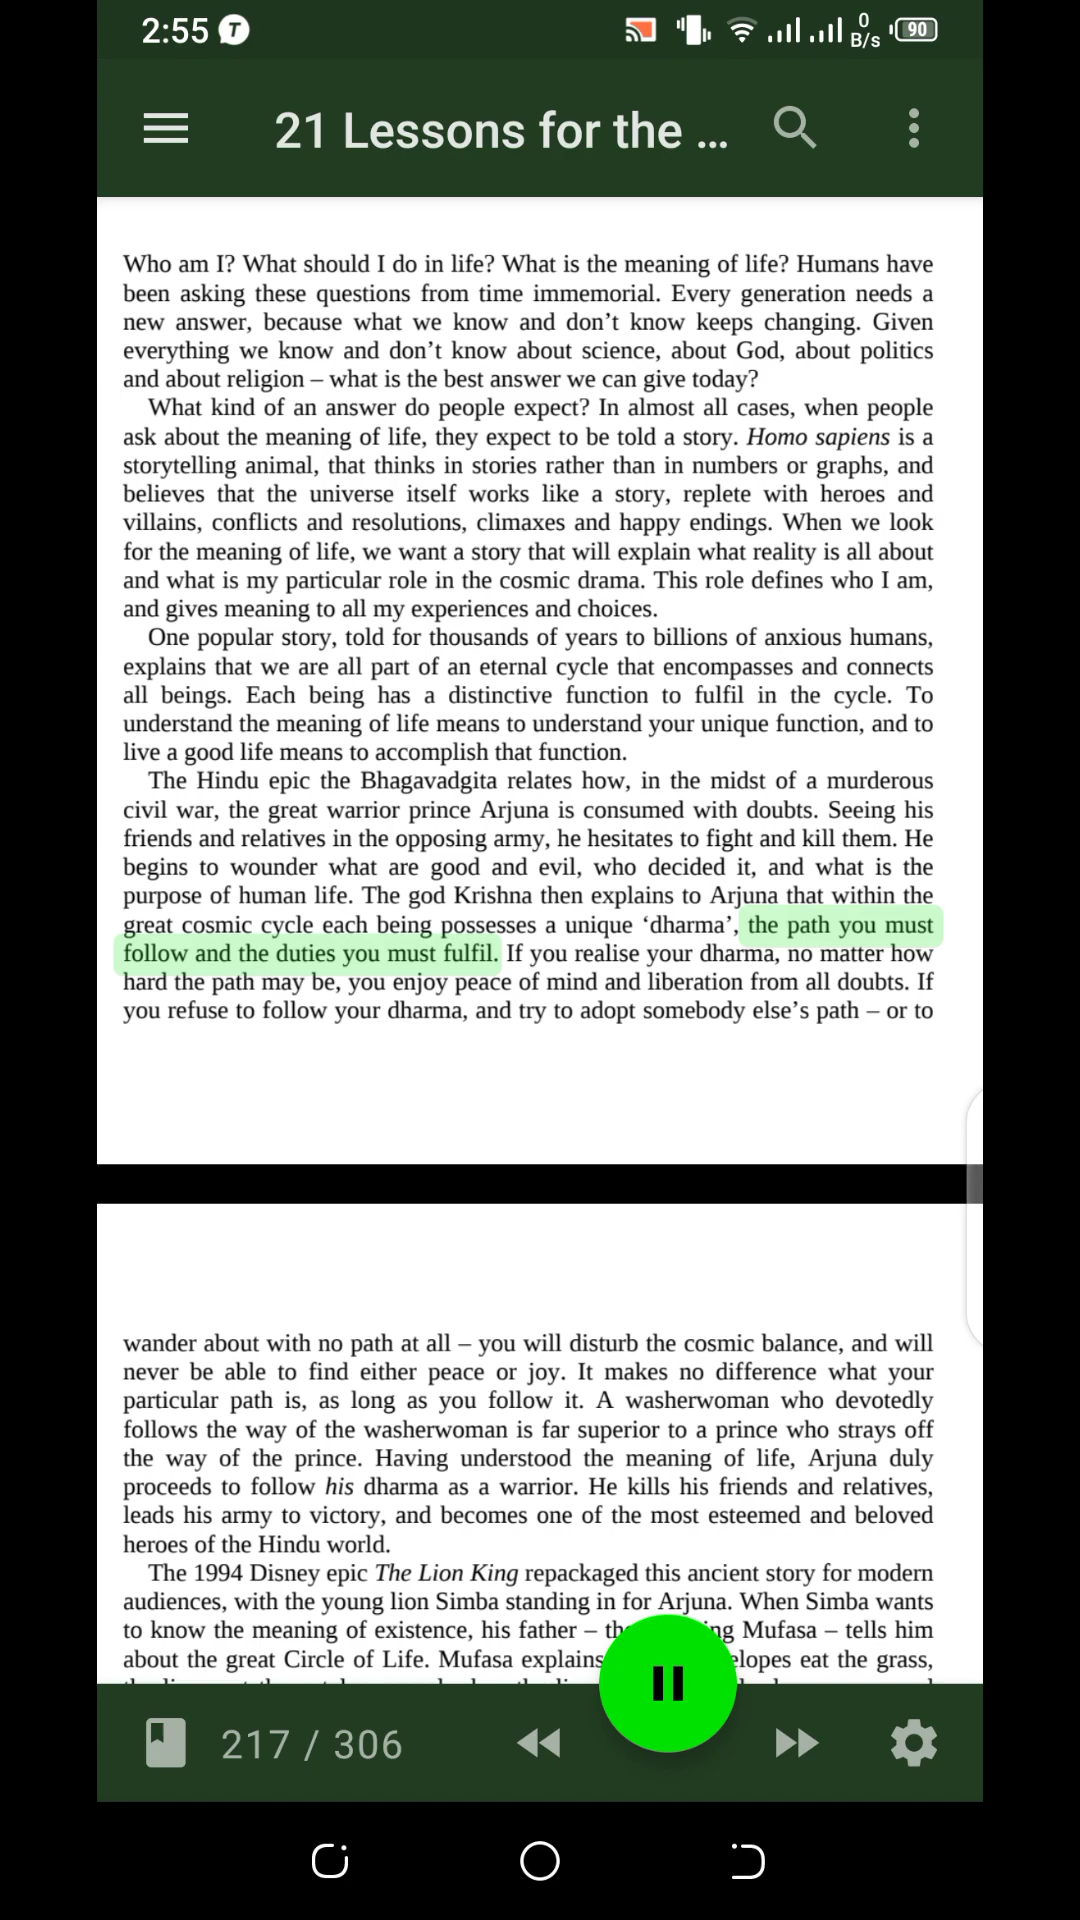 2:55 T 0 B/s 90
21 Lessons for the ...
Who am I? What should I do in life? What is the meaning of life? Humans have
been asking these questions from time immemorial. Every generation needs a
new answer, because what we know and don’t know keeps changing. Given
everything we know and don’t know about science, about God, about politics
and about religion – what is the best answer we can give today?
What kind of an answer do people expect? In almost all cases, when people
ask about the meaning of life, they expect to be told a story. Homo sapiens is a
storytelling animal, that thinks in stories rather than in numbers or graphs, and
believes that the universe itself works like a story, replete with heroes and
villains, conflicts and resolutions, climaxes and happy endings. When we look
for the meaning of life, we want a story that will explain what reality is all about
and what is my particular role in the cosmic drama. This role defines who I am,
and gives meaning to all my experiences and choices.
One popular story, told for thousands of years to billions of anxious humans,
explains that we are all part of an eternal cycle that encompasses and connects
all beings. Each being has a distinctive function to fulfil in the cycle. To
understand the meaning of life means to understand your unique function, and to
live a good life means to accomplish that function.
The Hindu epic the Bhagavadgita relates how, in the midst of a murderous
civil war, the great warrior prince Arjuna is consumed with doubts. Seeing his
friends and relatives in the opposing army, he hesitates to fight and kill them. He
begins to wounder what are good and evil, who decided it, and what is the
purpose of human life. The god Krishna then explains to Arjuna that within the
great cosmic cycle each being possesses a unique ‘dharma’, the path you must
follow and the duties you must fulfil. If you realise your dharma, no matter how
hard the path may be, you enjoy peace of mind and liberation from all doubts. If
you refuse to follow your dharma, and try to adopt somebody else’s path – or to
wander about with no path at all – you will disturb the cosmic balance, and will
never be able to find either peace or joy. It makes no difference what your
particular path is, as long as you follow it. A washerwoman who devotedly
follows the way of the washerwoman is far superior to a prince who strays off
the way of the prince. Having understood the meaning of life, Arjuna duly
proceeds to follow his dharma as a warrior. He kills his friends and relatives,
leads his army to victory, and becomes one of the most esteemed and beloved
heroes of the Hindu world.
The 1994 Disney epic The Lion King repackaged this ancient story for modern
audiences, with the young lion Simba standing in for Arjuna. When Simba wants
to know the meaning of existence, his father – Mufasa – tells him
about the great Circle of Life. Mufasa explains eat the grass,
217 / 306